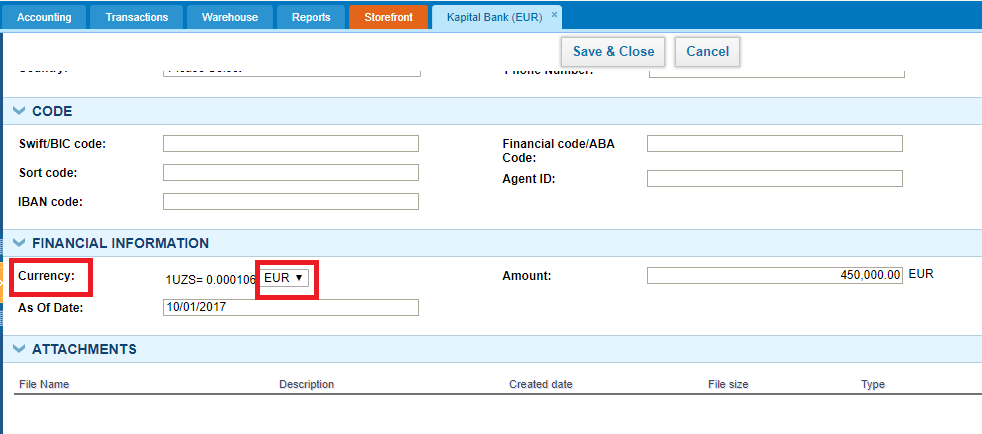 Accounting Transactions Warehouse Reports Storefront Kapital Bank (EUR) ×
Save & Close Cancel
Country: Please Select Phone Number:
CODE
Swift/BIC code: Financial code/ABA
Code:
Sort code: Agent ID:
IBAN code:
FINANCIAL INFORMATION
Currency: 1UZS= 0.000106 EUR ▼ Amount: 450,000.00 EUR
As Of Date: 10/01/2017
ATTACHMENTS
File Name Description Created date File size Type